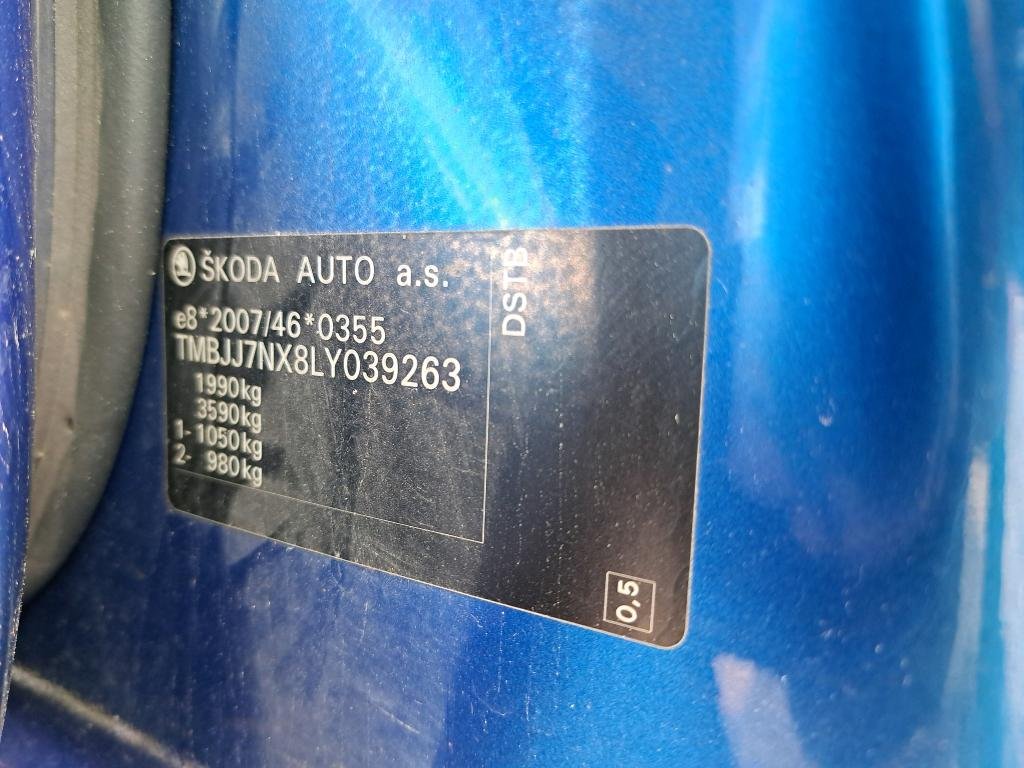 ŠKODA AUTO a.s.
e8*2007/46*0355
TMBJJ7NX8LY039263
1990kg
3590kg
1- 1050kg
2- 980kg
DSTB
0,5